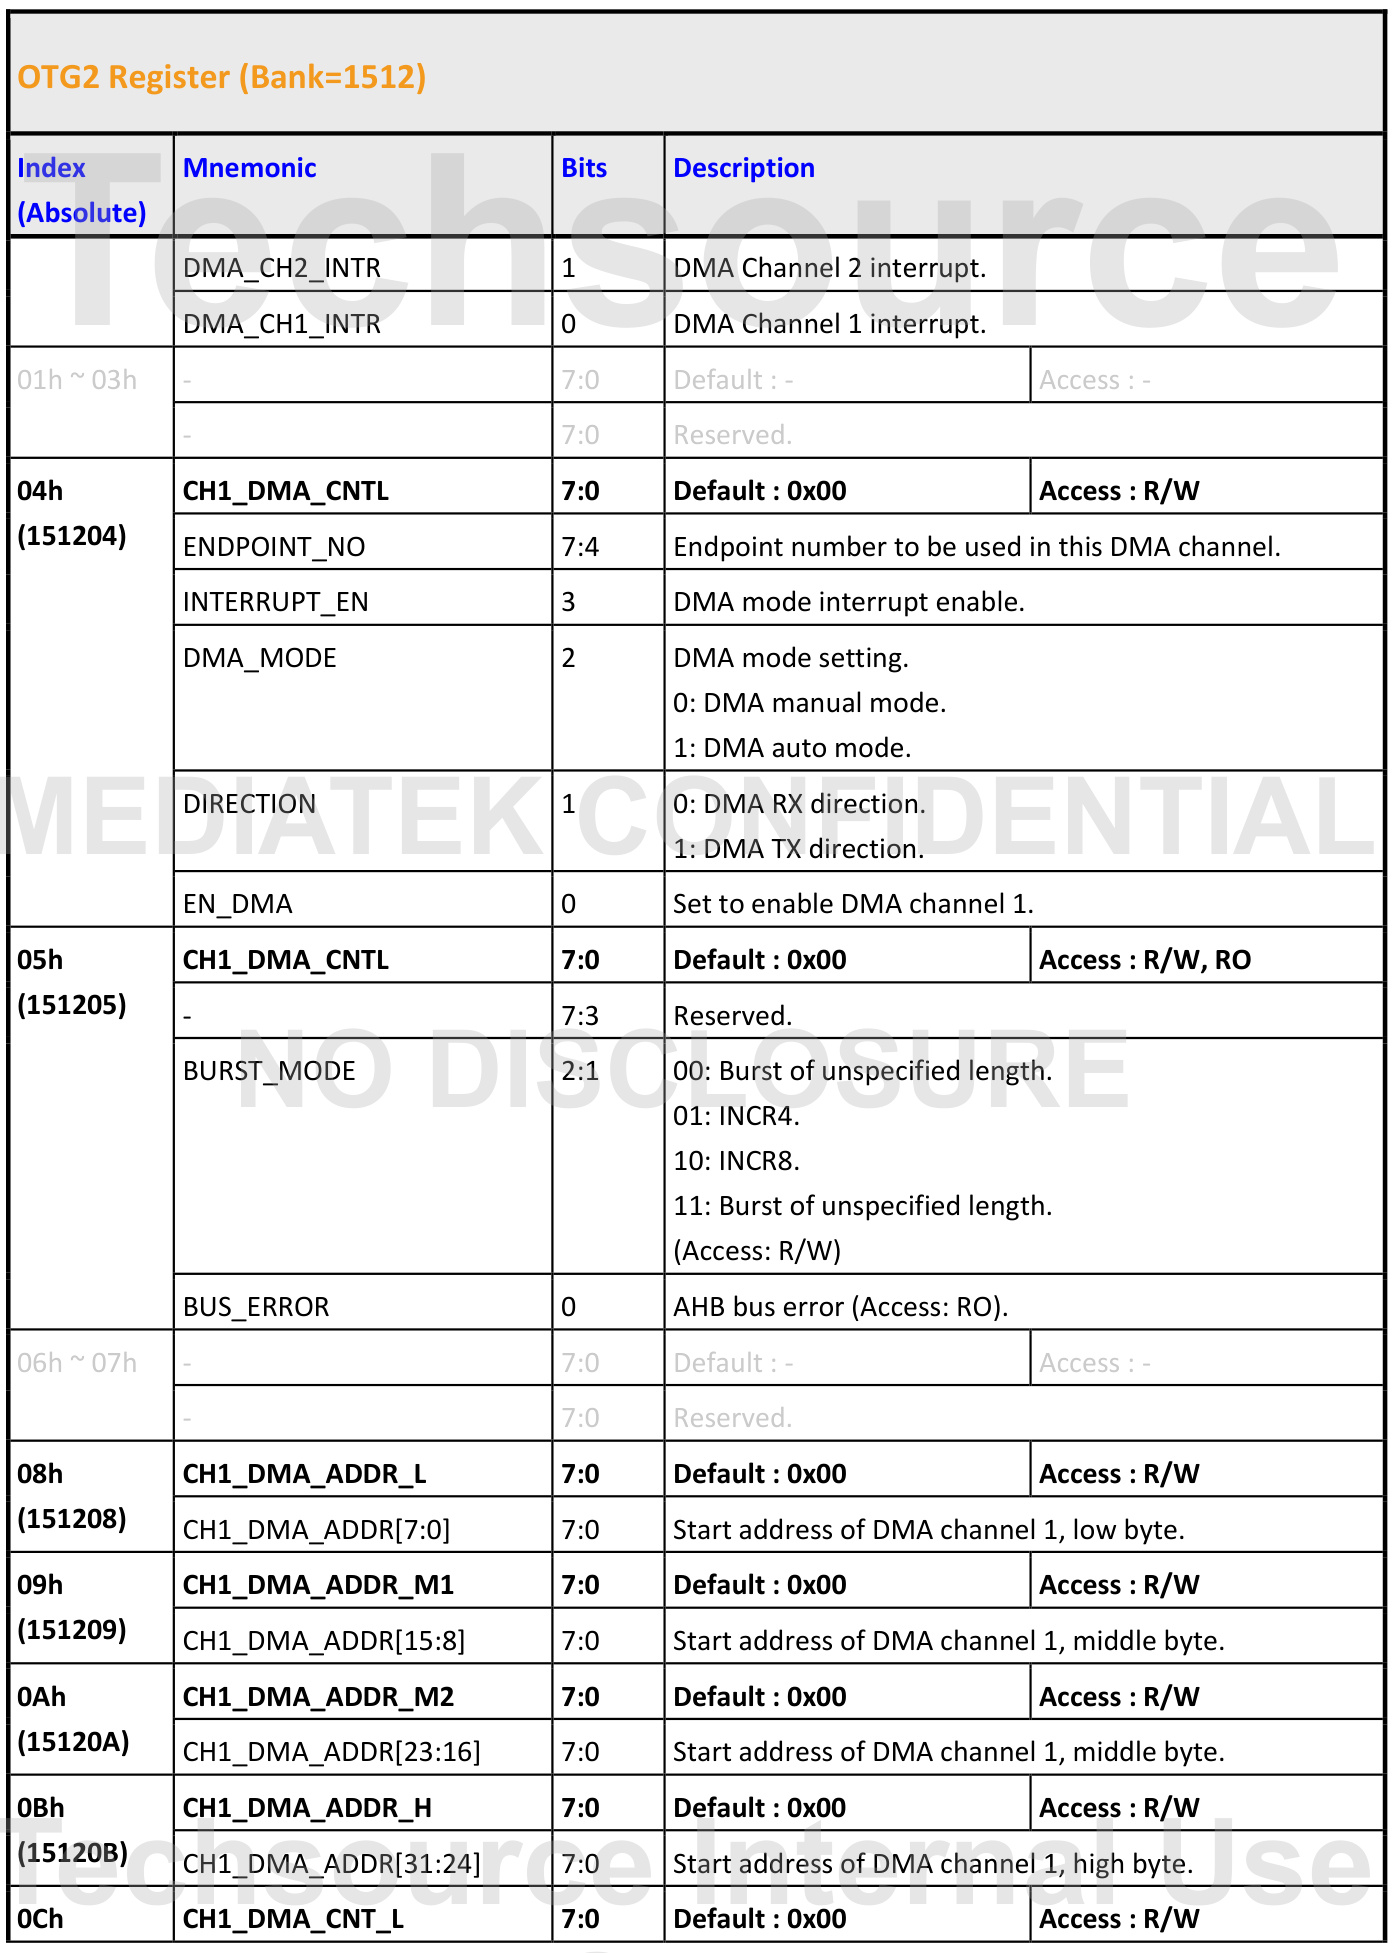 OTG2 Register (Bank=1512)
Index (Absolute) Mnemonic Bits Description
DMA_CH2_INTR 1 DMA Channel 2 interrupt.
DMA_CH1_INTR 0 DMA Channel 1 interrupt.
01h ~ 03h - 7:0 Default : - Access : -
- 7:0 Reserved.
04h CH1_DMA_CNTL 7:0 Default : 0x00 Access : R/W
(151204) ENDPOINT_NO 7:4 Endpoint number to be used in this DMA channel.
INTERRUPT_EN 3 DMA mode interrupt enable.
DMA_MODE 2 DMA mode setting.
0: DMA manual mode.
1: DMA auto mode.
DIRECTION 1 0: DMA RX direction.
1: DMA TX direction.
EN_DMA 0 Set to enable DMA channel 1.
05h CH1_DMA_CNTL 7:0 Default : 0x00 Access : R/W, RO
(151205) - 7:3 Reserved.
BURST_MODE 2:1 00: Burst of unspecified length.
01: INCR4.
10: INCR8.
11: Burst of unspecified length.
(Access: R/W)
BUS_ERROR 0 AHB bus error (Access: RO).
06h ~ 07h - 7:0 Default : - Access : -
- 7:0 Reserved.
08h CH1_DMA_ADDR_L 7:0 Default : 0x00 Access : R/W
(151208) CH1_DMA_ADDR[7:0] 7:0 Start address of DMA channel 1, low byte.
09h CH1_DMA_ADDR_M1 7:0 Default : 0x00 Access : R/W
(151209) CH1_DMA_ADDR[15:8] 7:0 Start address of DMA channel 1, middle byte.
0Ah CH1_DMA_ADDR_M2 7:0 Default : 0x00 Access : R/W
(15120A) CH1_DMA_ADDR[23:16] 7:0 Start address of DMA channel 1, middle byte.
0Bh CH1_DMA_ADDR_H 7:0 Default : 0x00 Access : R/W
(15120B) CH1_DMA_ADDR[31:24] 7:0 Start address of DMA channel 1, high byte.
0Ch CH1_DMA_CNT_L 7:0 Default : 0x00 Access : R/W
Techsource
MEDIATEK CONFIDENTIAL
NO DISCLOSURE
Techsource Internal Use